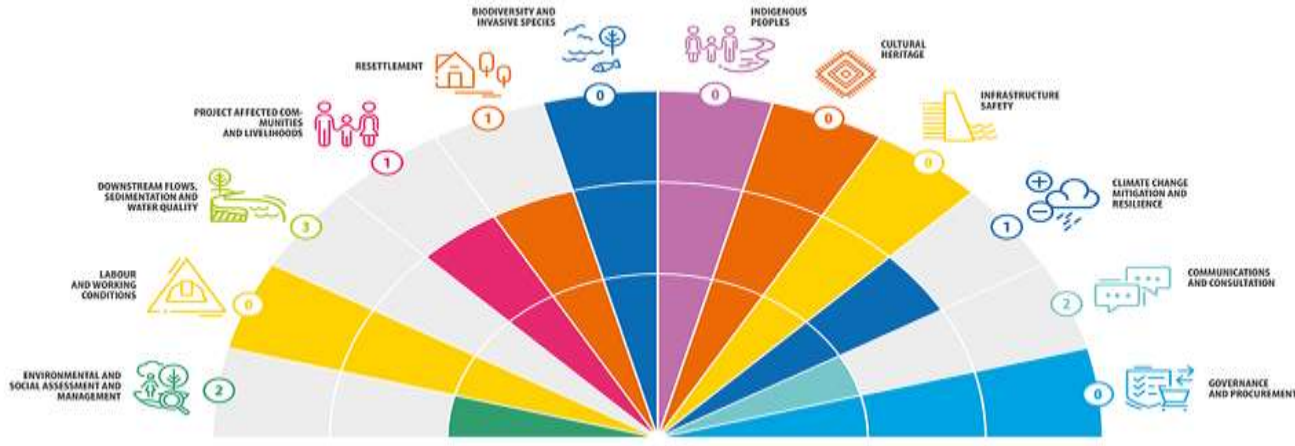 BIODIVERSITY AND
INVASIVE SPECIES
0
INDIGENOUS
PEOPLES
0
CULTURAL
HERITAGE
0
RESETTLEMENT
1
INFRASTRUCTURE
SAFETY
0
PROJECT AFFECTED COM-
MUNITIES
AND LIVELIHOODS
1
CLIMATE CHANGE
MITIGATION AND
RESILIENCE
1
DOWNSTREAM FLOWS,
SEDIMENTATION AND
WATER QUALITY
3
LABOUR
AND WORKING
CONDITIONS
0
COMMUNICATIONS
AND CONSULTATION
2
ENVIRONMENTAL AND
SOCIAL ASSESSMENT AND
MANAGEMENT
2
GOVERNANCE
AND PROCUREMENT
0